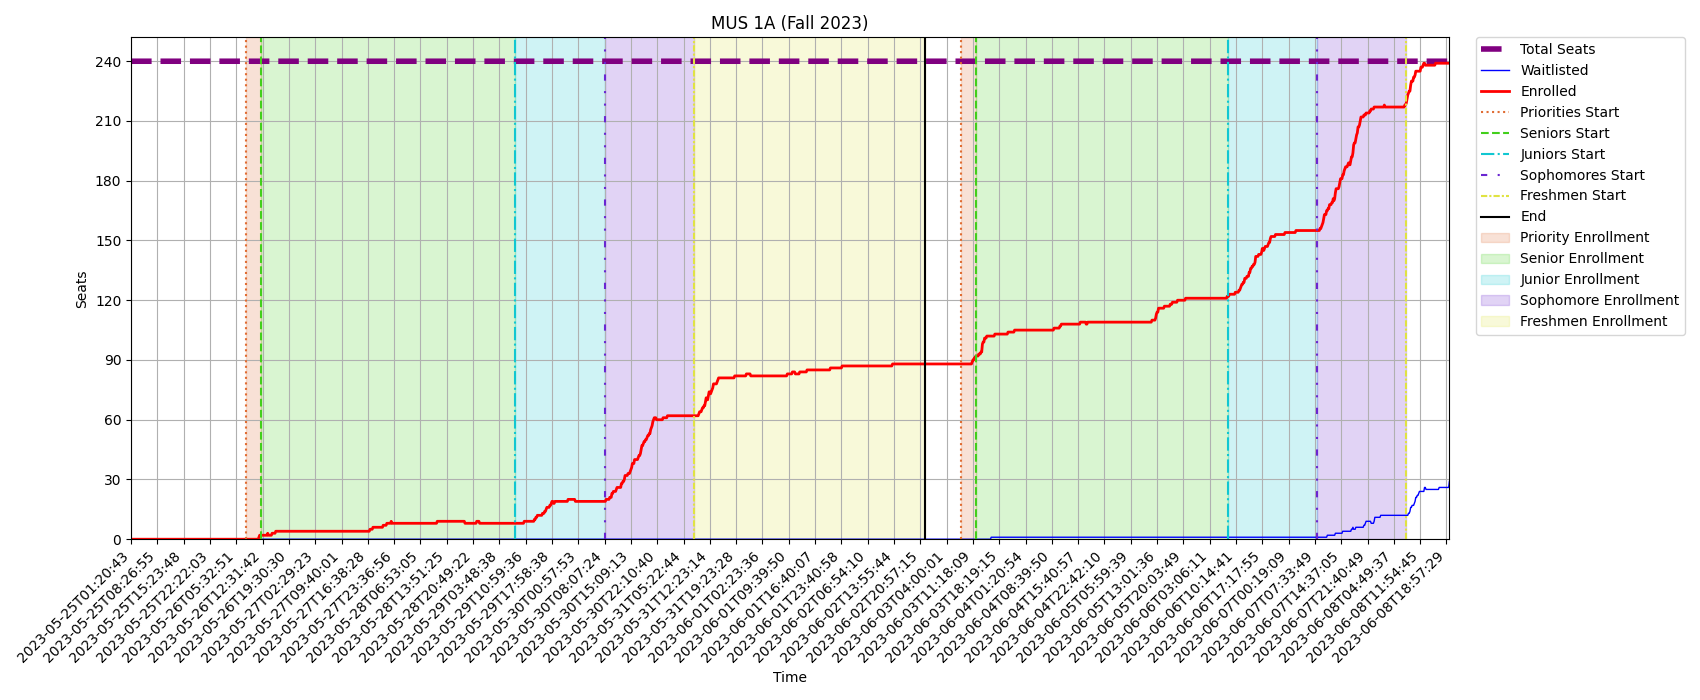 MUS 1A (Fall 2023)
Seats
240
210
180
150
120
90
60
30
0
2023-05-25T01:20:43
2023-05-25T08:26:55
2023-05-25T15:23:48
2023-05-25T22:22:03
2023-05-26T05:32:51
2023-05-26T12:31:42
2023-05-26T19:30:30
2023-05-27T02:29:23
2023-05-27T09:40:01
2023-05-27T16:38:28
2023-05-27T23:36:56
2023-05-28T06:53:05
2023-05-28T13:51:25
2023-05-28T20:49:22
2023-05-29T03:48:38
2023-05-29T10:59:36
2023-05-29T17:58:38
2023-05-30T00:57:53
2023-05-30T08:07:24
2023-05-30T15:09:13
2023-05-30T22:10:40
2023-05-31T05:22:44
2023-05-31T12:23:14
2023-05-31T19:23:28
2023-06-01T02:23:36
2023-06-01T09:39:50
2023-06-01T16:40:07
2023-06-01T23:40:58
2023-06-02T06:54:10
2023-06-02T13:55:44
2023-06-02T20:57:15
2023-06-03T04:00:01
2023-06-03T11:18:09
2023-06-03T18:19:15
2023-06-04T01:20:54
2023-06-04T08:39:50
2023-06-04T15:40:57
2023-06-04T22:42:10
2023-06-05T05:59:39
2023-06-05T13:01:36
2023-06-05T20:03:49
2023-06-06T03:06:11
2023-06-06T10:14:41
2023-06-06T17:17:55
2023-06-07T00:19:09
2023-06-07T07:33:49
2023-06-07T14:37:05
2023-06-07T21:40:49
2023-06-08T04:49:37
2023-06-08T11:54:45
2023-06-08T18:57:29
Time
Total Seats
Waitlisted
Enrolled
Priorities Start
Seniors Start
Juniors Start
Sophomores Start
Freshmen Start
End
Priority Enrollment
Senior Enrollment
Junior Enrollment
Sophomore Enrollment
Freshmen Enrollment